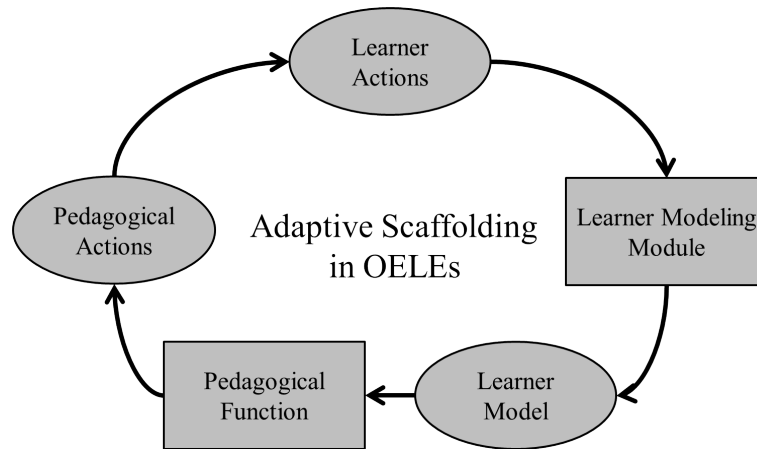 Learner
Actions
Learner Modeling
Module
Learner
Model
Pedagogical
Function
Pedagogical
Actions
Adaptive Scaffolding
in OELEs